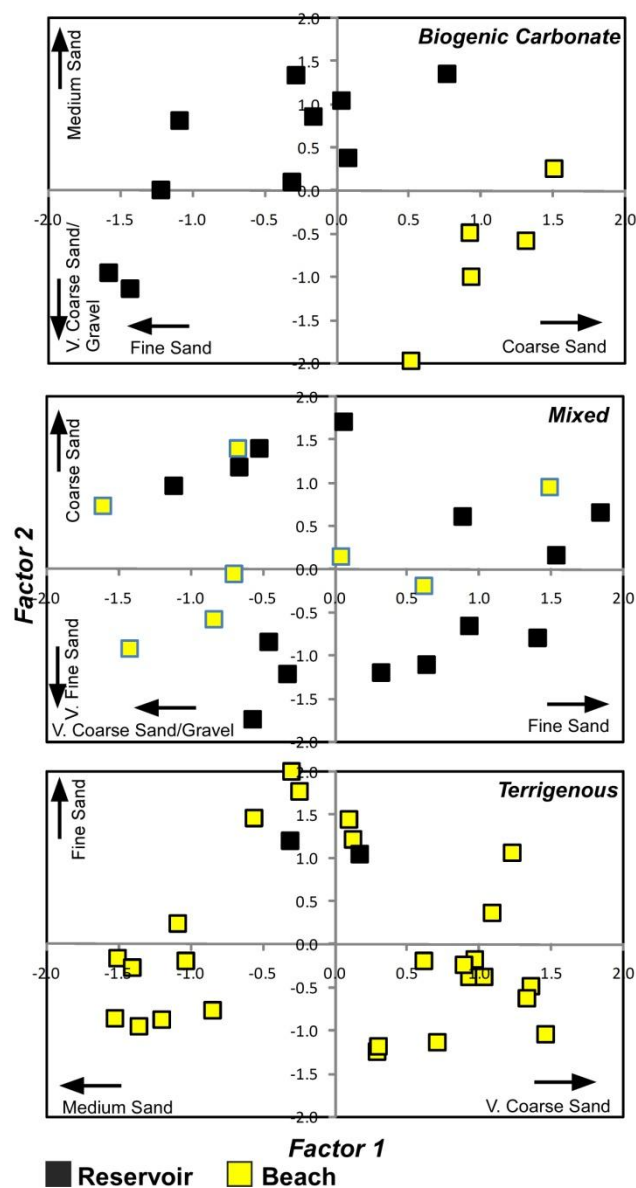 2.0
Biogenic Carbonate
Medium Sand
1.5
1.0
0.5
0.0
-2.0 -1.5 -1.0 -0.5 0.0 0.5 1.0 1.5 2.0
-0.5
V. Coarse Sand/
Gravel
-1.0
-1.5
Fine Sand
Coarse Sand
-2.0
2.0
Mixed
Coarse Sand
1.5
1.0
0.5
0.0
-2.0 -1.5 -1.0 -0.5 0.0 0.5 1.0 1.5 2.0
Factor 2
-0.5
V. Fine Sand
-1.0
-1.5
V. Coarse Sand/Gravel
Fine Sand
-2.0
2.0
Terrigenous
Fine Sand
1.5
1.0
0.5
0.0
-2.0 -1.5 -1.0 -0.5 0.0 0.5 1.0 1.5 2.0
-0.5
-1.0
-1.5
Medium Sand
V. Coarse Sand
-2.0
Factor 1
Reservoir Beach